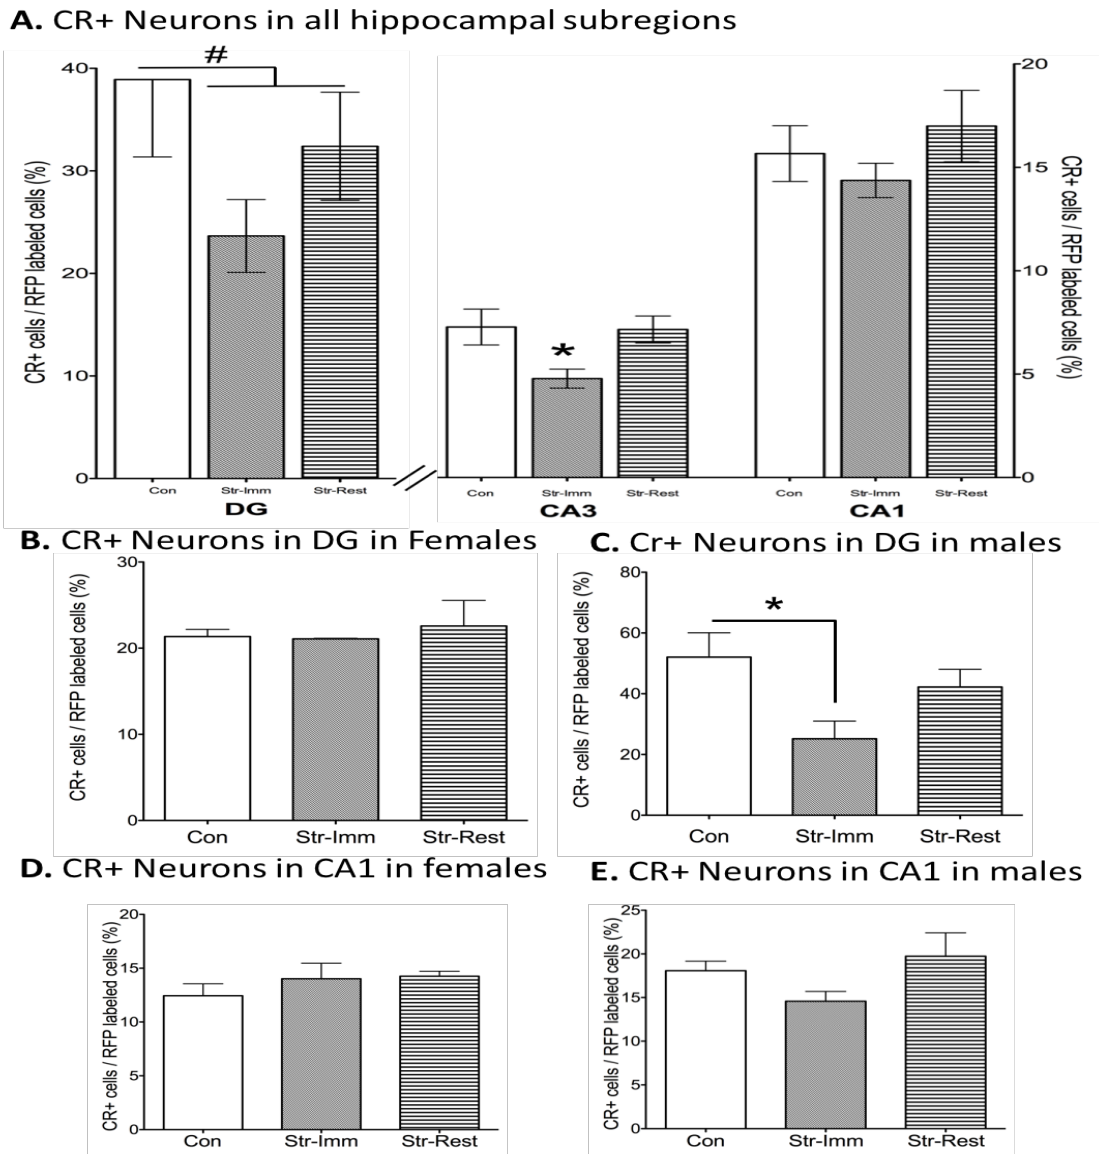 A. CR+ Neurons in all hippocampal subregions
#
40
30
20
10
0
CR+ cells / RFP labeled cells (%)
Con Str-Imm Str-Rest
DG
*
Con Str-Imm Str-Rest
CA3
Con Str-Imm Str-Rest
CA1
20
15
10
5
0
CR+ cells / RFP labeled cells (%)
B. CR+ Neurons in DG in Females
30
20
10
0
CR+ cells / RFP labeled cells (%)
Con Str-Imm Str-Rest
C. Cr+ Neurons in DG in males
80
60
40
20
0
CR+ cells / RFP labeled cells (%)
*
Con Str-Imm Str-Rest
D. CR+ Neurons in CA1 in females
20
15
10
5
0
CR+ cells / RFP labeled cells (%)
Con Str-Imm Str-Rest
E. CR+ Neurons in CA1 in males
25
20
15
10
5
0
CR+ cells / RFP labeled cells (%)
Con Str-Imm Str-Rest